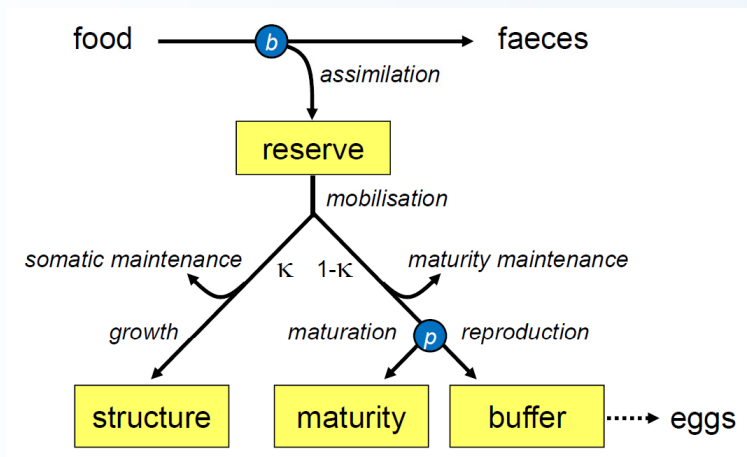 food
b
faeces
assimilation
reserve
mobilisation
somatic maintenance
κ
1-κ
maturity maintenance
growth
maturation
p
reproduction
structure
maturity
buffer
eggs